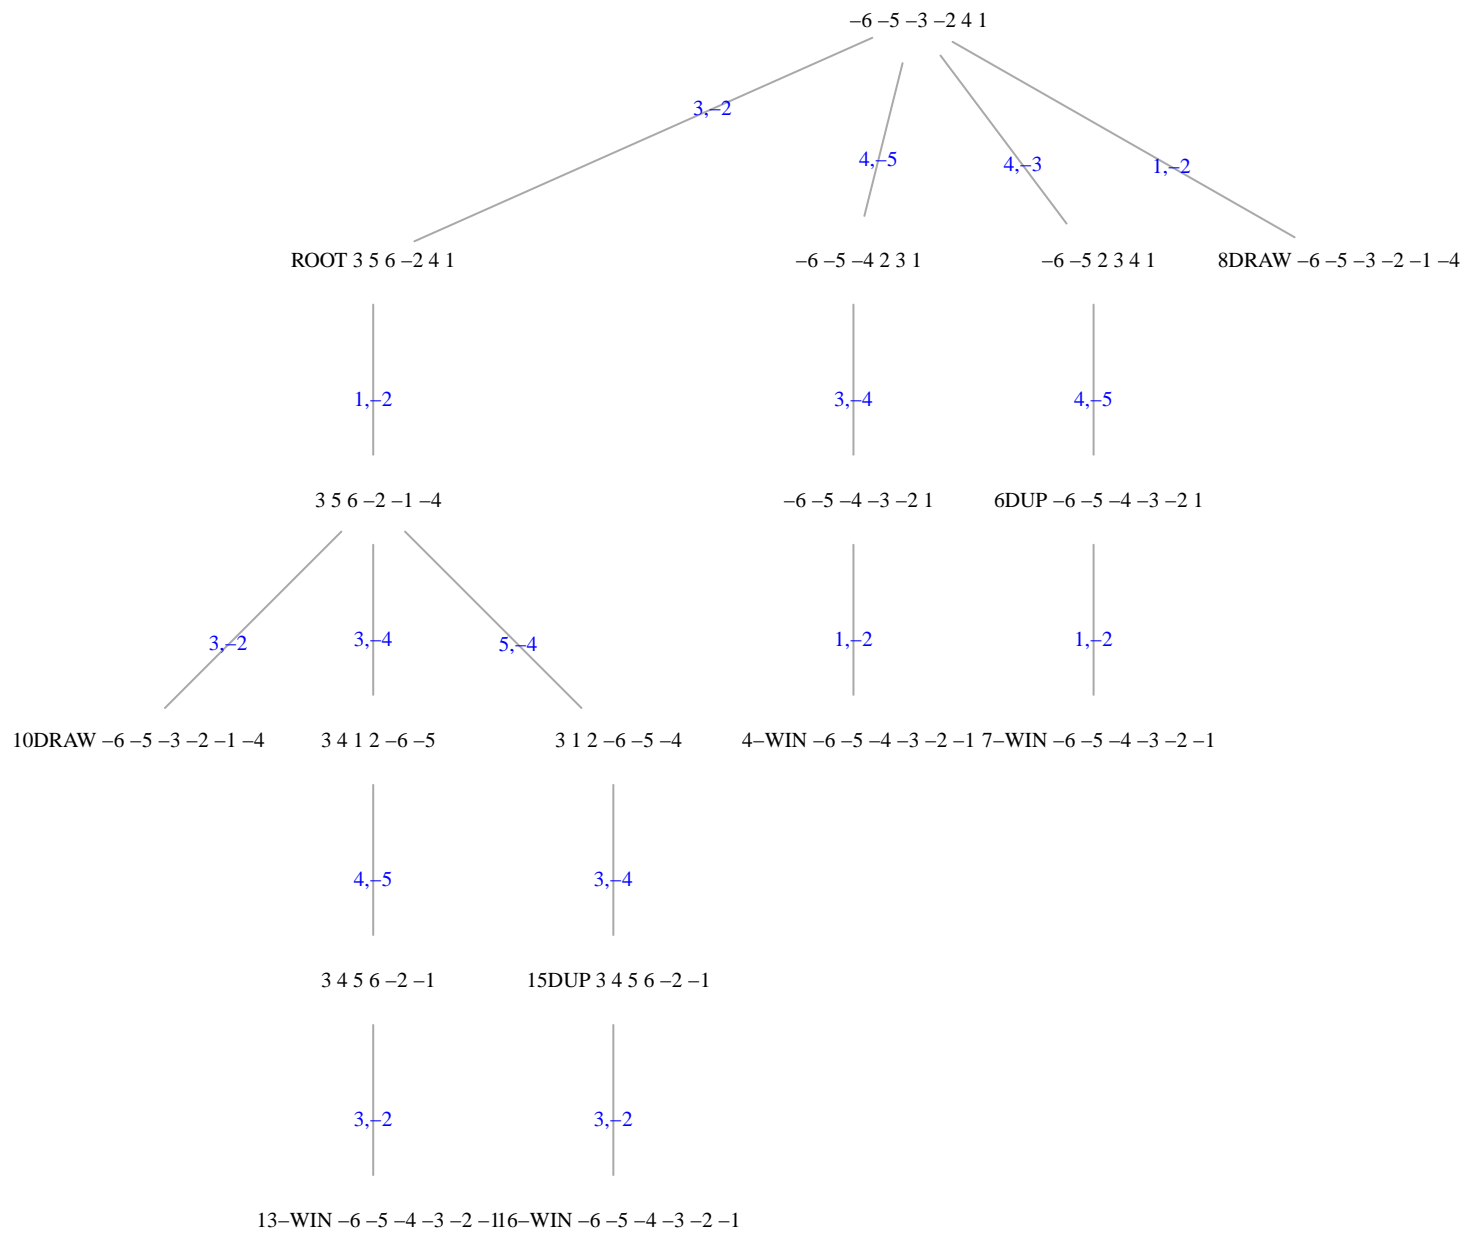 –6 –5 –3 –2 4 1
3,–2
4,–5
4,–3
1,–2
ROOT 3 5 6 –2 4 1
–6 –5 –4 2 3 1
–6 –5 2 3 4 1
8DRAW –6 –5 –3 –2 –1 –4
1,–2
3,–4
4,–5
3 5 6 –2 –1 –4
–6 –5 –4 –3 –2 1
6DUP –6 –5 –4 –3 –2 1
3,–2
3,–4
5,–4
1,–2
1,–2
10DRAW –6 –5 –3 –2 –1 –4
3 4 1 2 –6 –5
3 1 2 –6 –5 –4
4–WIN –6 –5 –4 –3 –2 –1
7–WIN –6 –5 –4 –3 –2 –1
4,–5
3,–4
3 4 5 6 –2 –1
15DUP 3 4 5 6 –2 –1
3,–2
3,–2
13–WIN –6 –5 –4 –3 –2 –1
16–WIN –6 –5 –4 –3 –2 –1